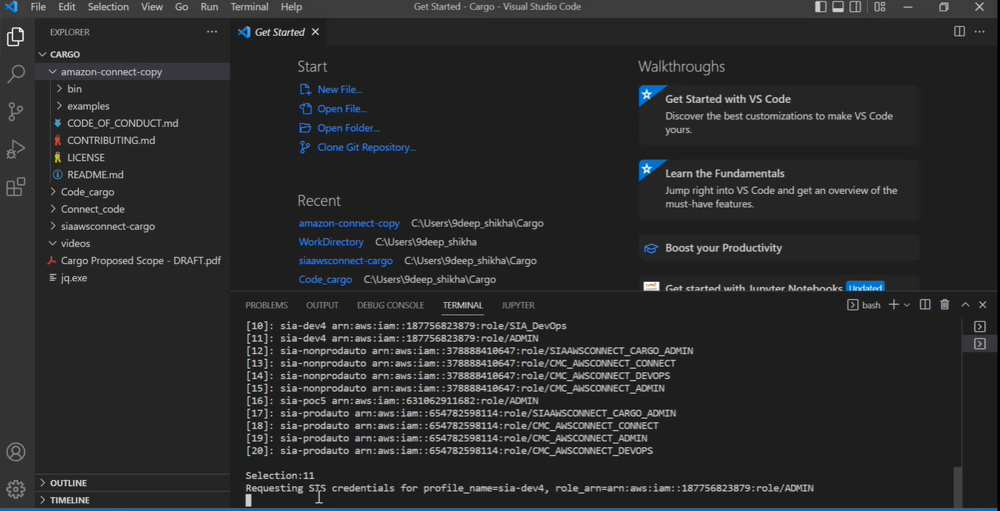 File Edit Selection View Go Run Terminal Help
Get Started - Cargo - Visual Studio Code
EXPLORER
CARGO
amazon-connect-copy
bin
examples
CODE_OF_CONDUCT.md
CONTRIBUTING.md
LICENSE
README.md
Code_cargo
Connect_code
siaawsconnect-cargo
videos
Cargo Proposed Scope - DRAFT.pdf
jq.exe
OUTLINE
TIMELINE
Get Started
Start
New File...
Open File...
Open Folder...
Clone Git Repository...
Recent
amazon-connect-copy C:\Users\9deep_shikha\Cargo
WorkDirectory C:\Users\9deep_shikha
siaawsconnect-cargo C:\Users\9deep_shikha\Cargo
Code_cargo C:\Users\9deep_shikha\Cargo
Walkthroughs
Get Started with VS Code
Discover the best customizations to make VS Code
yours.
Learn the Fundamentals
Jump right into VS Code and get an overview of the
must-have features.
Boost your Productivity
Get started with Jupyter Notebooks Updated
PROBLEMS OUTPUT DEBUG CONSOLE TERMINAL JUPYTER
bash
[10]: sia-dev4 arn:aws:iam::187756823879:role/SIA_DevOps
[11]: sia-dev4 arn:aws:iam::187756823879:role/ADMIN
[12]: sia-nonprodauto arn:aws:iam::378888410647:role/SIAAWSCONNECT_CARGO_ADMIN
[13]: sia-nonprodauto arn:aws:iam::378888410647:role/CMC_AWSCONNECT_CONNECT
[14]: sia-nonprodauto arn:aws:iam::378888410647:role/CMC_AWSCONNECT_DEVOPS
[15]: sia-nonprodauto arn:aws:iam::378888410647:role/CMC_AWSCONNECT_ADMIN
[16]: sia-poc5 arn:aws:iam::631062911682:role/ADMIN
[17]: sia-prodauto arn:aws:iam::654782598114:role/SIAAWSCONNECT_CARGO_ADMIN
[18]: sia-prodauto arn:aws:iam::654782598114:role/CMC_AWSCONNECT_CONNECT
[19]: sia-prodauto arn:aws:iam::654782598114:role/CMC_AWSCONNECT_ADMIN
[20]: sia-prodauto arn:aws:iam::654782598114:role/CMC_AWSCONNECT_DEVOPS
Selection:11
Requesting STS credentials for profile_name=sia-dev4, role_arn=arn:aws:iam::187756823879:role/ADMIN